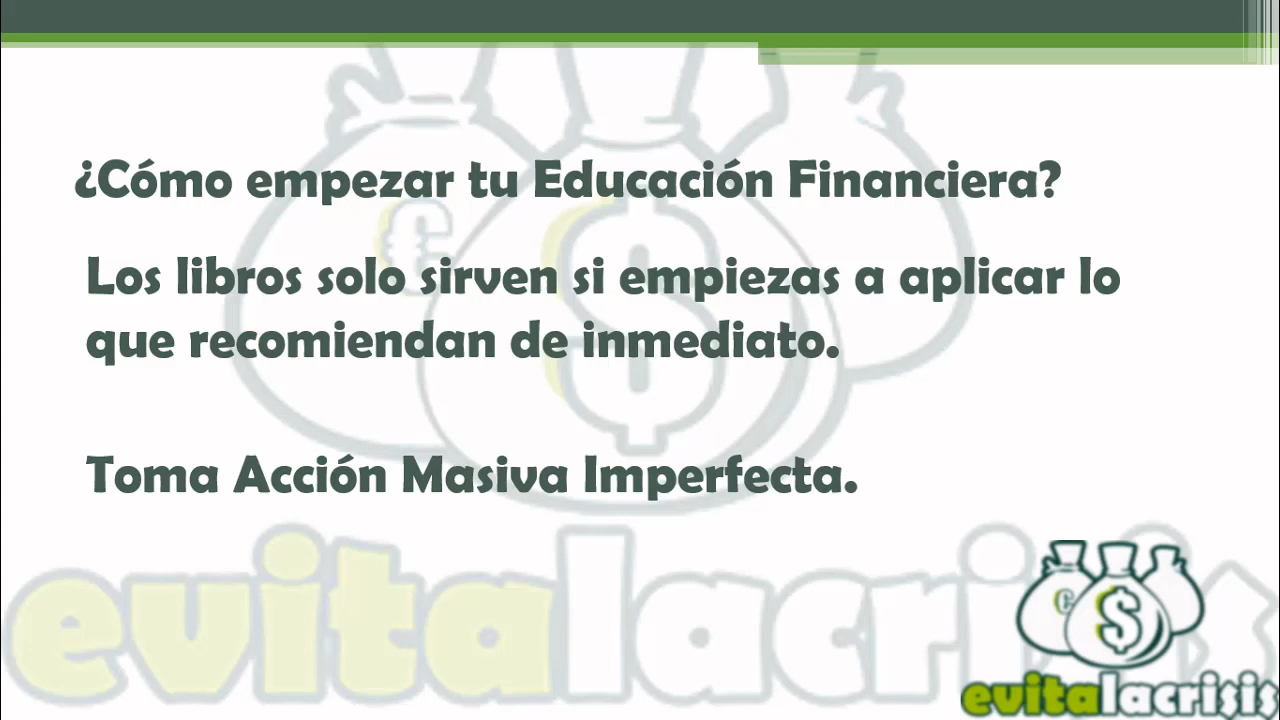 ¿Cómo empezar tu Educación Financiera?
Los libros solo sirven si empiezas a aplicar lo
que recomiendan de inmediato.
Toma Acción Masiva Imperfecta.
evitalacrisis
€
$
evitalacrisis
€ $